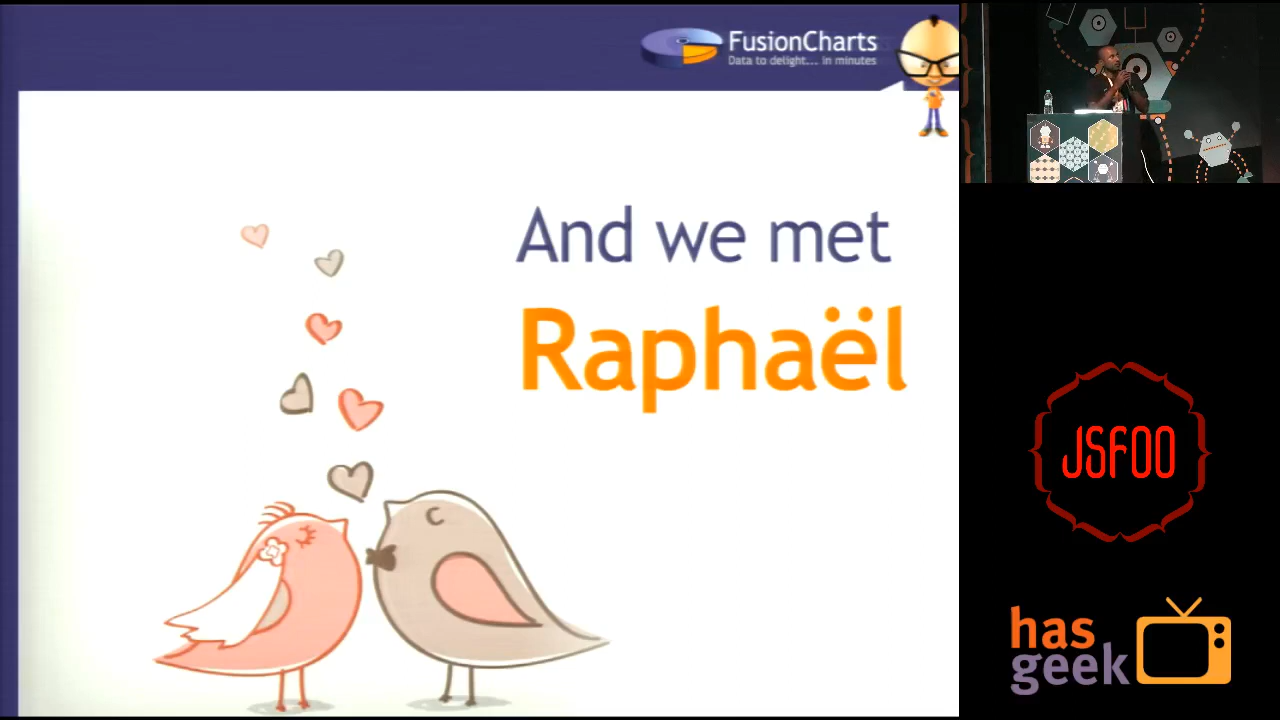 FusionCharts
Data to delight... in minutes
And we met
Raphaël
JSFOO
has
geek